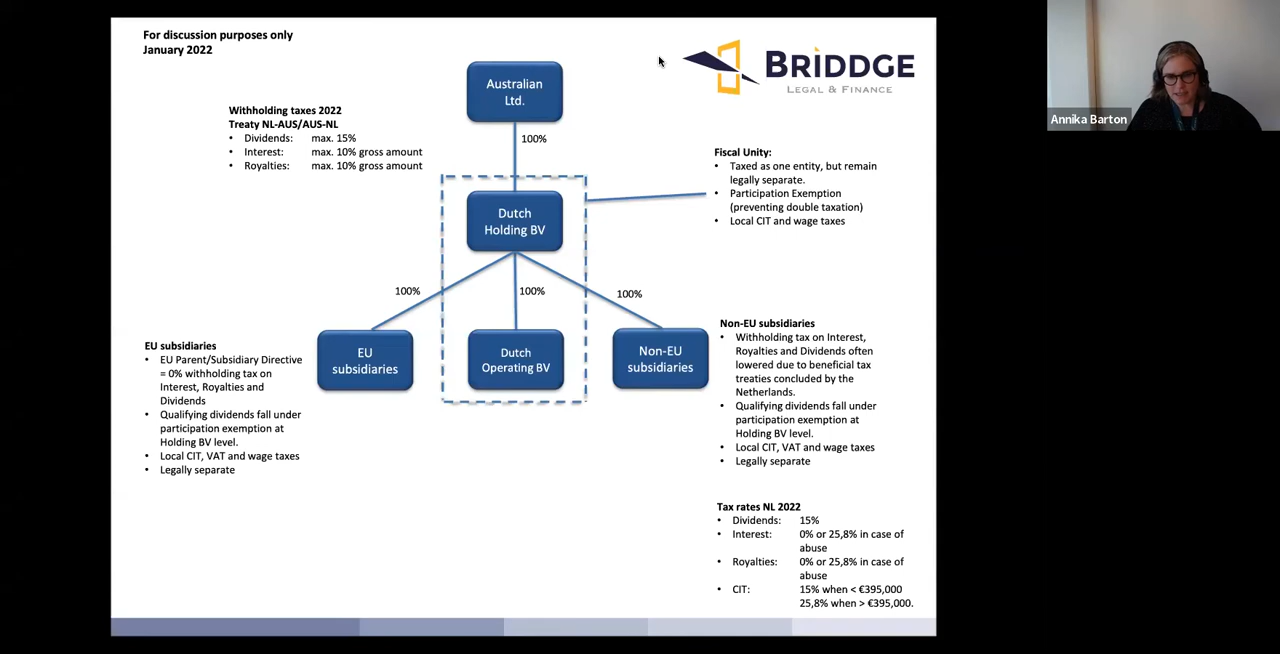 For discussion purposes only
January 2022
BRIDDGE
LEGAL & FINANCE
Annika Barton
Australian
Ltd.
100%
Withholding taxes 2022
Treaty NL-AUS/AUS-NL
• Dividends: max. 15%
• Interest: max. 10% gross amount
• Royalties: max. 10% gross amount
Fiscal Unity:
• Taxed as one entity, but remain
legally separate.
• Participation Exemption
(preventing double taxation)
• Local CIT and wage taxes
Dutch
Holding BV
100%
100%
100%
EU
subsidiaries
Dutch
Operating BV
Non-EU
subsidiaries
EU subsidiaries
• EU Parent/Subsidiary Directive
= 0% withholding tax on
Interest, Royalties and
Dividends
• Qualifying dividends fall under
participation exemption at
Holding BV level.
• Local CIT, VAT and wage taxes
• Legally separate
Non-EU subsidiaries
• Withholding tax on Interest,
Royalties and Dividends often
lowered due to beneficial tax
treaties concluded by the
Netherlands.
• Qualifying dividends fall under
participation exemption at
Holding BV level.
• Local CIT, VAT and wage taxes
• Legally separate
Tax rates NL 2022
• Dividends: 15%
• Interest: 0% or 25,8% in case of
abuse
• Royalties: 0% or 25,8% in case of
abuse
• CIT: 15% when < €395,000
25,8% when > €395,000.